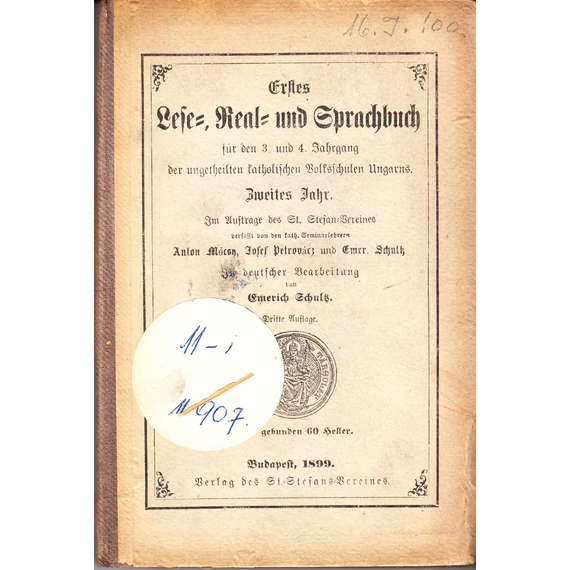 16. J. 100.
Erstes
Lese=, Real= und Sprachbuch
für den 3. und 4. Jahrgang
der ungetheilten katholischen Volksschulen Ungarns.
Zweites Jahr.
Im Auftrage des St. Stefan=Vereines
verfaßt von den kath. Seminarlehrern
Anton Mócsy, Josef Petrovácz und Emer. Schultz
In deutscher Bearbeitung
von
Emerich Schultz.
Dritte Auflage.
11-i
11 907.
gebunden 60 Heller.
Budapest, 1899.
Verlag des St.=Stefans=Vereines.